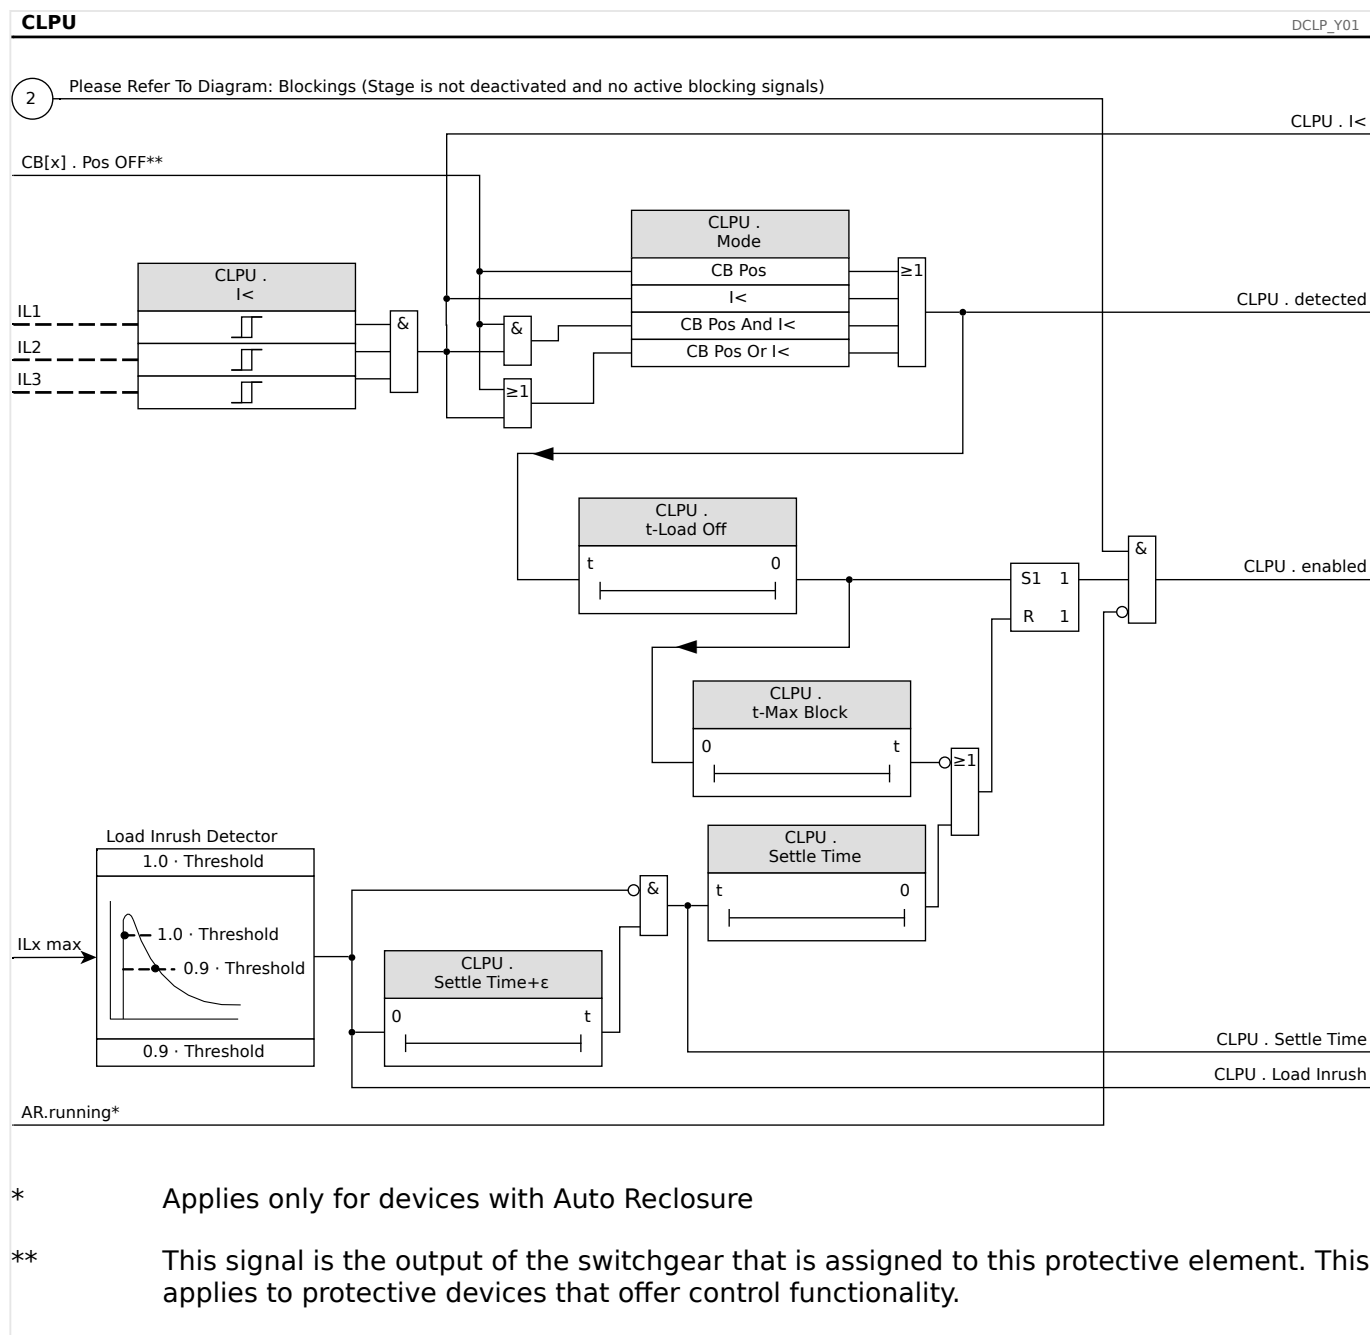 CLPU
DCLP_Y01
2
Please Refer To Diagram: Blockings (Stage is not deactivated and no active blocking signals)
CLPU . I<
CB[x] . Pos OFF**
CLPU .
Mode
CB Pos
I<
CB Pos And I<
CB Pos Or I<
≥1
CLPU . detected
CLPU .
I<
IL1
IL2
IL3
&
&
≥1
CLPU .
t-Load Off
t 0
S1 1
R 1
&
CLPU . enabled
CLPU .
t-Max Block
0 t
≥1
Load Inrush Detector
1.0 · Threshold
1.0 · Threshold
0.9 · Threshold
0.9 · Threshold
ILx max
&
CLPU .
Settle Time
t 0
CLPU .
Settle Time+ε
0 t
CLPU . Settle Time
CLPU . Load Inrush
AR.running*
* Applies only for devices with Auto Reclosure
** This signal is the output of the switchgear that is assigned to this protective element. This
applies to protective devices that offer control functionality.